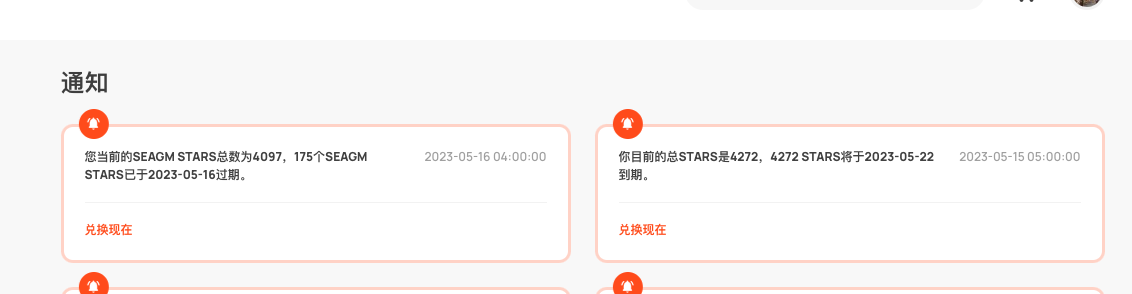 通知
您当前的SEAGM STARS总数为4097，175个SEAGM
STARS已于2023-05-16过期。
2023-05-16 04:00:00
兑换现在
你目前的总STARS是4272，4272 STARS将于2023-05-22
到期。
2023-05-15 05:00:00
兑换现在